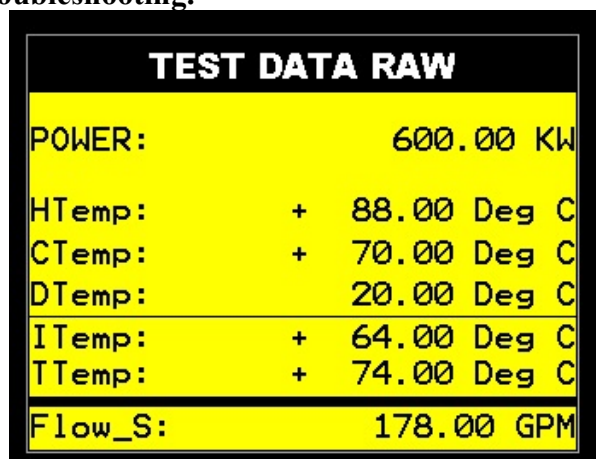 oubleshooting:
TEST DATA RAW
POWER: 600.00 KW
HTemp: + 88.00 Deg C
CTemp: + 70.00 Deg C
DTemp: 20.00 Deg C
ITemp: + 64.00 Deg C
TTemp: + 74.00 Deg C
Flow_S: 178.00 GPM